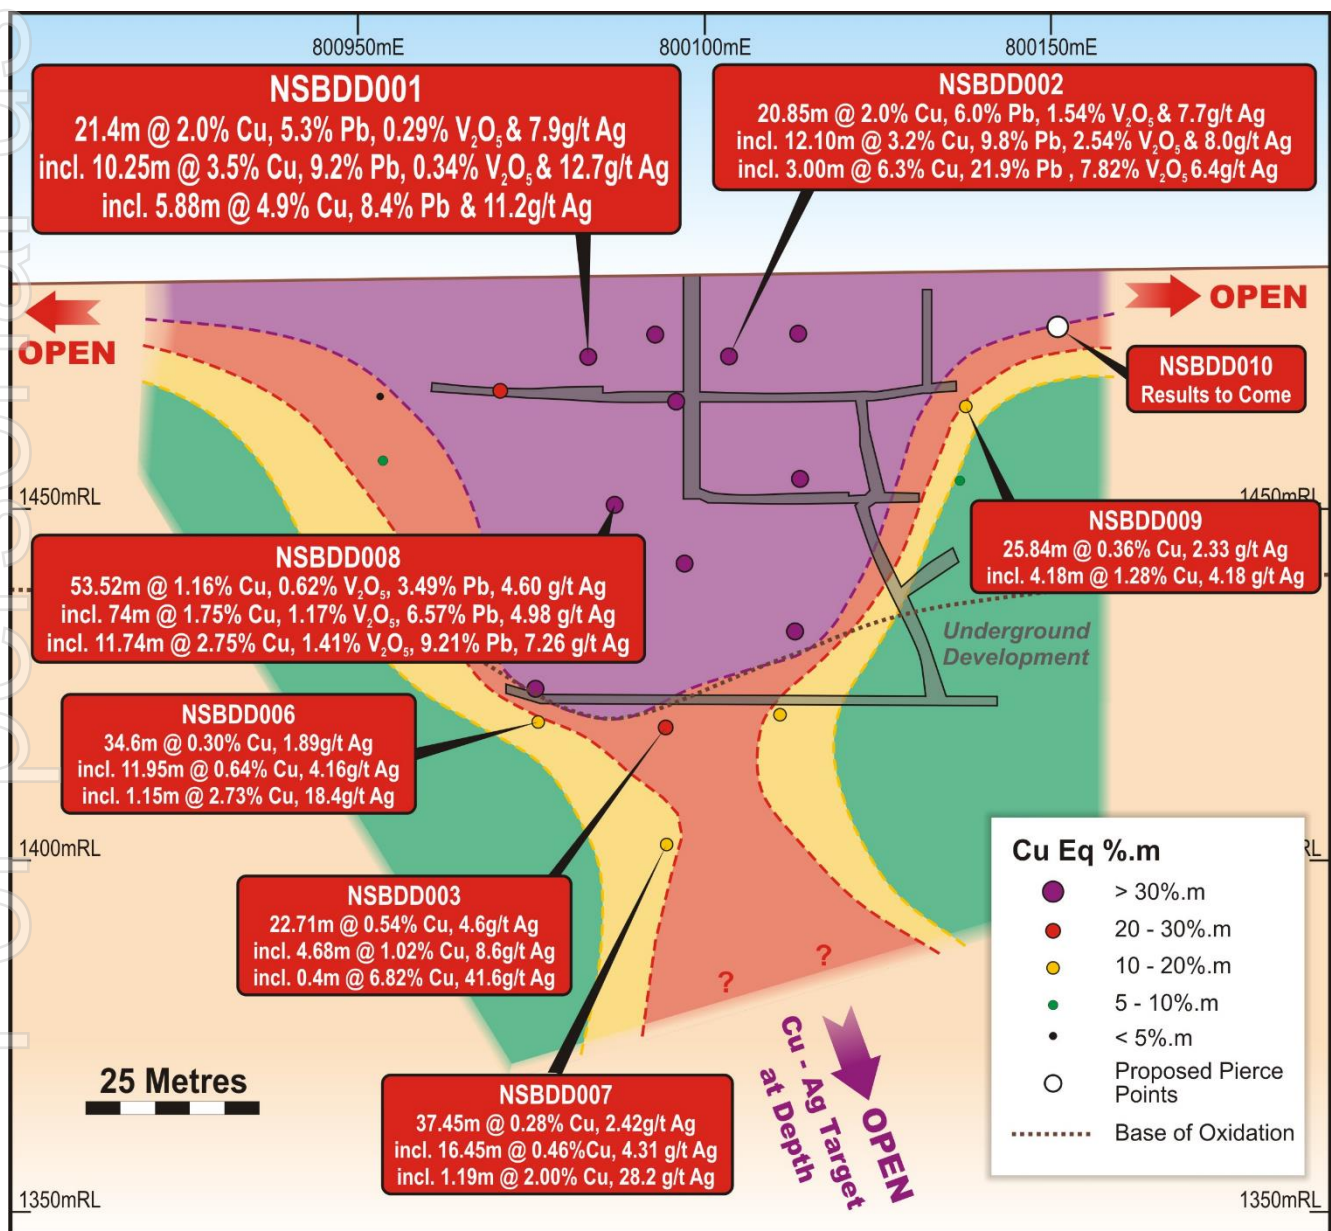 800950mE
800100mE
800150mE
NSBDD001
21.4m @ 2.0% Cu, 5.3% Pb, 0.29% V₂O₅ & 7.9g/t Ag
incl. 10.25m @ 3.5% Cu, 9.2% Pb, 0.34% V₂O₅ & 12.7g/t Ag
incl. 5.88m @ 4.9% Cu, 8.4% Pb & 11.2g/t Ag
NSBDD002
20.85m @ 2.0% Cu, 6.0% Pb, 1.54% V₂O₅ & 7.7g/t Ag
incl. 12.10m @ 3.2% Cu, 9.8% Pb, 2.54% V₂O₅ & 8.0g/t Ag
incl. 3.00m @ 6.3% Cu, 21.9% Pb , 7.82% V₂O₅ 6.4g/t Ag
OPEN
OPEN
NSBDD010
Results to Come
1450mRL
1450mRL
NSBDD009
25.84m @ 0.36% Cu, 2.33 g/t Ag
incl. 4.18m @ 1.28% Cu, 4.18 g/t Ag
NSBDD008
53.52m @ 1.16% Cu, 0.62% V₂O₅, 3.49% Pb, 4.60 g/t Ag
incl. 74m @ 1.75% Cu, 1.17% V₂O₅, 6.57% Pb, 4.98 g/t Ag
incl. 11.74m @ 2.75% Cu, 1.41% V₂O₅, 9.21% Pb, 7.26 g/t Ag
Underground
Development
NSBDD006
34.6m @ 0.30% Cu, 1.89g/t Ag
incl. 11.95m @ 0.64% Cu, 4.16g/t Ag
incl. 1.15m @ 2.73% Cu, 18.4g/t Ag
1400mRL
RL
NSBDD003
22.71m @ 0.54% Cu, 4.6g/t Ag
incl. 4.68m @ 1.02% Cu, 8.6g/t Ag
incl. 0.4m @ 6.82% Cu, 41.6g/t Ag
? ?
Cu - Ag Target
at Depth
OPEN
NSBDD007
37.45m @ 0.28% Cu, 2.42g/t Ag
incl. 16.45m @ 0.46%Cu, 4.31 g/t Ag
incl. 1.19m @ 2.00% Cu, 28.2 g/t Ag
25 Metres
Cu Eq %.m
> 30%.m
20 - 30%.m
10 - 20%.m
5 - 10%.m
< 5%.m
Proposed Pierce
Points
Base of Oxidation
1350mRL
1350mRL